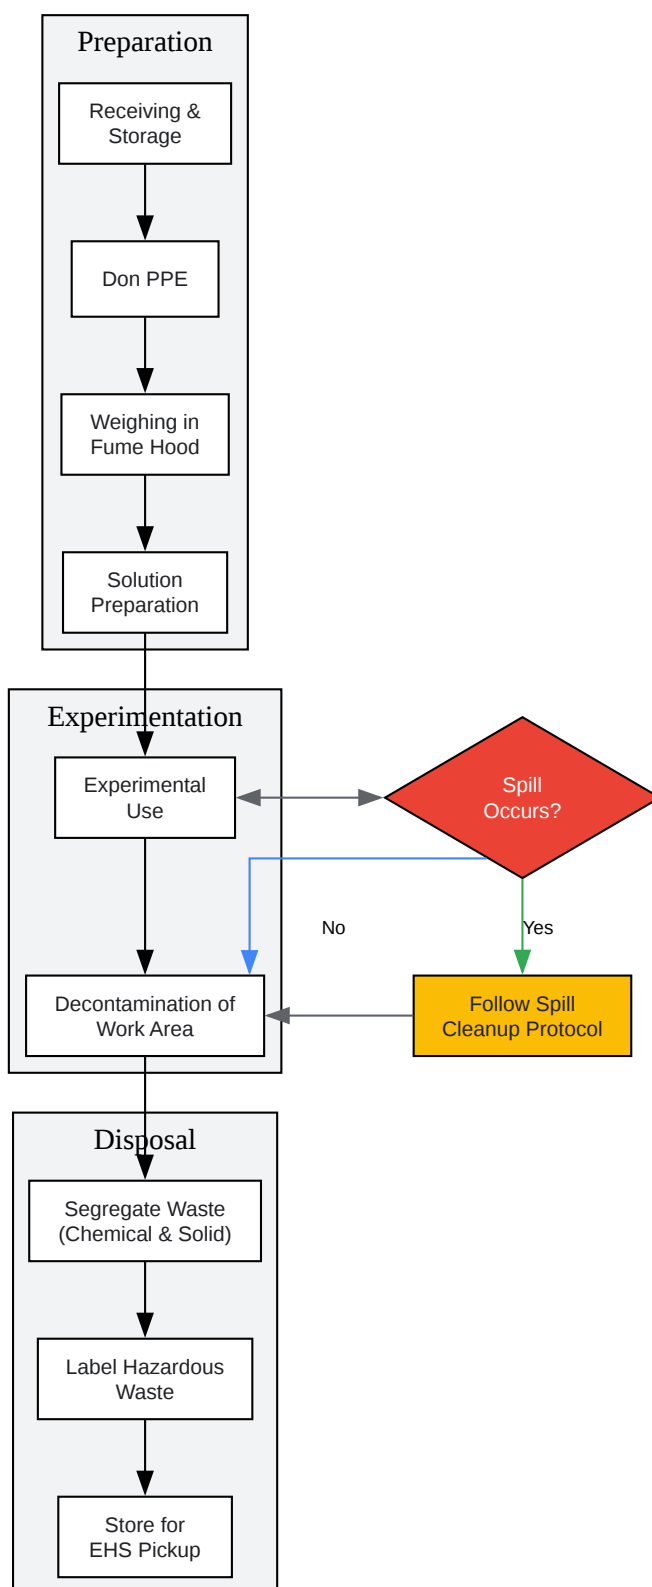 Preparation
Receiving &
Storage
Don PPE
Weighing in
Fume Hood
Solution
Preparation
Experimentation
Experimental
Use
Spill
Occurs?
No
Yes
Decontamination of
Work Area
Follow Spill
Cleanup Protocol
Disposal
Segregate Waste
(Chemical & Solid)
Label Hazardous
Waste
Store for
EHS Pickup